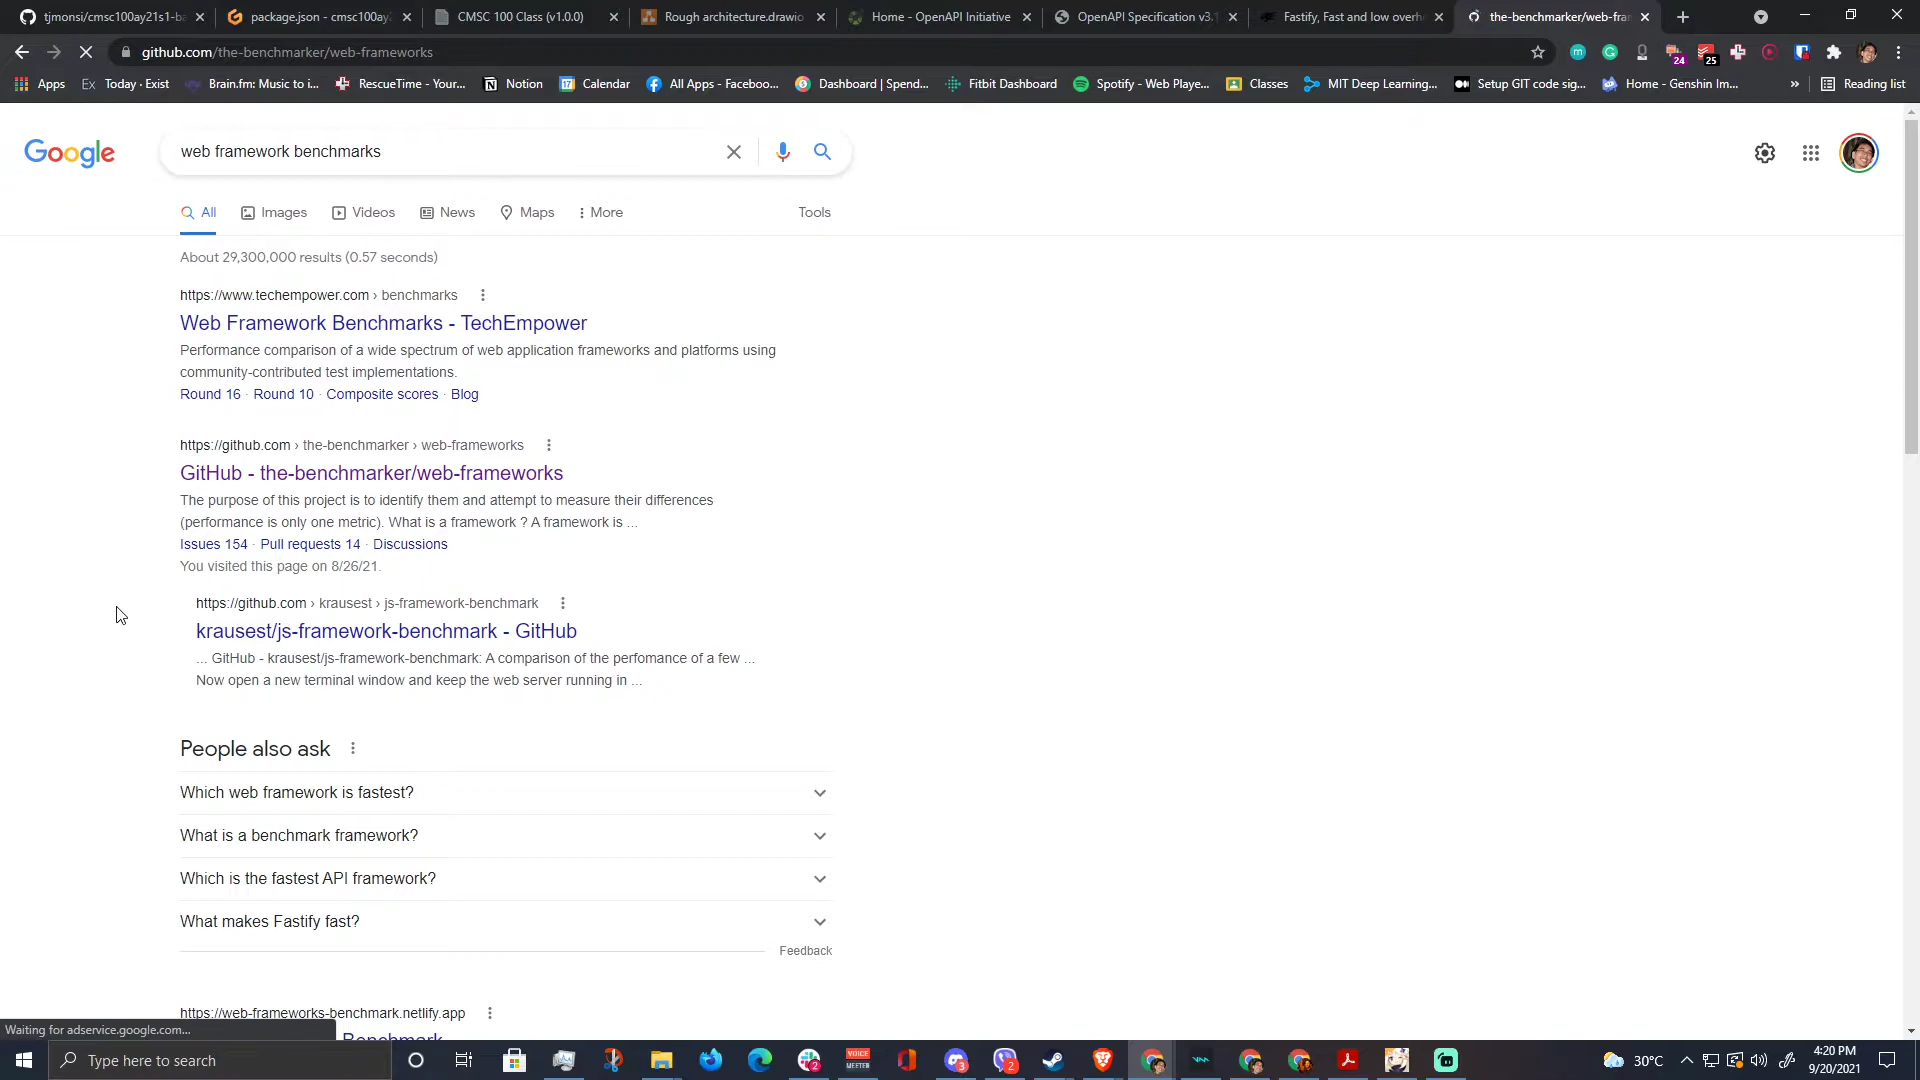 tjmonsi/cmsc100ay21s1-ba
package.json - cmsc100ay2
CMSC 100 Class (v1.0.0)
Rough architecture.drawio
Home - OpenAPI Initiative
OpenAPI Specification v3.1
Fastify, Fast and low overh
the-benchmarker/web-fram
github.com/the-benchmarker/web-frameworks
24
25
Apps
Ex Today · Exist
Brain.fm: Music to i...
RescueTime - Your...
Notion
Calendar
All Apps - Faceboo...
Dashboard | Spend...
Fitbit Dashboard
Spotify - Web Playe...
Classes
MIT Deep Learning...
Setup GIT code sig...
Home - Genshin Im...
»
Reading list
Google
web framework benchmarks
All
Images
Videos
News
Maps
More
Tools
About 29,300,000 results (0.57 seconds)
https://www.techempower.com › benchmarks
Web Framework Benchmarks - TechEmpower
Performance comparison of a wide spectrum of web application frameworks and platforms using
community-contributed test implementations.
Round 16 · Round 10 · Composite scores · Blog
https://github.com › the-benchmarker › web-frameworks
GitHub - the-benchmarker/web-frameworks
The purpose of this project is to identify them and attempt to measure their differences
(performance is only one metric). What is a framework ? A framework is ...
Issues 154 · Pull requests 14 · Discussions
You visited this page on 8/26/21.
https://github.com › krausest › js-framework-benchmark
krausest/js-framework-benchmark - GitHub
... GitHub - krausest/js-framework-benchmark: A comparison of the perfomance of a few ...
Now open a new terminal window and keep the web server running in ...
People also ask
Which web framework is fastest?
What is a benchmark framework?
Which is the fastest API framework?
What makes Fastify fast?
Feedback
https://web-frameworks-benchmark.netlify.app
Benchmark
Waiting for adservice.google.com...
Type here to search
2
VOICE
MEETER
3
2
30°C
4:20 PM
9/20/2021